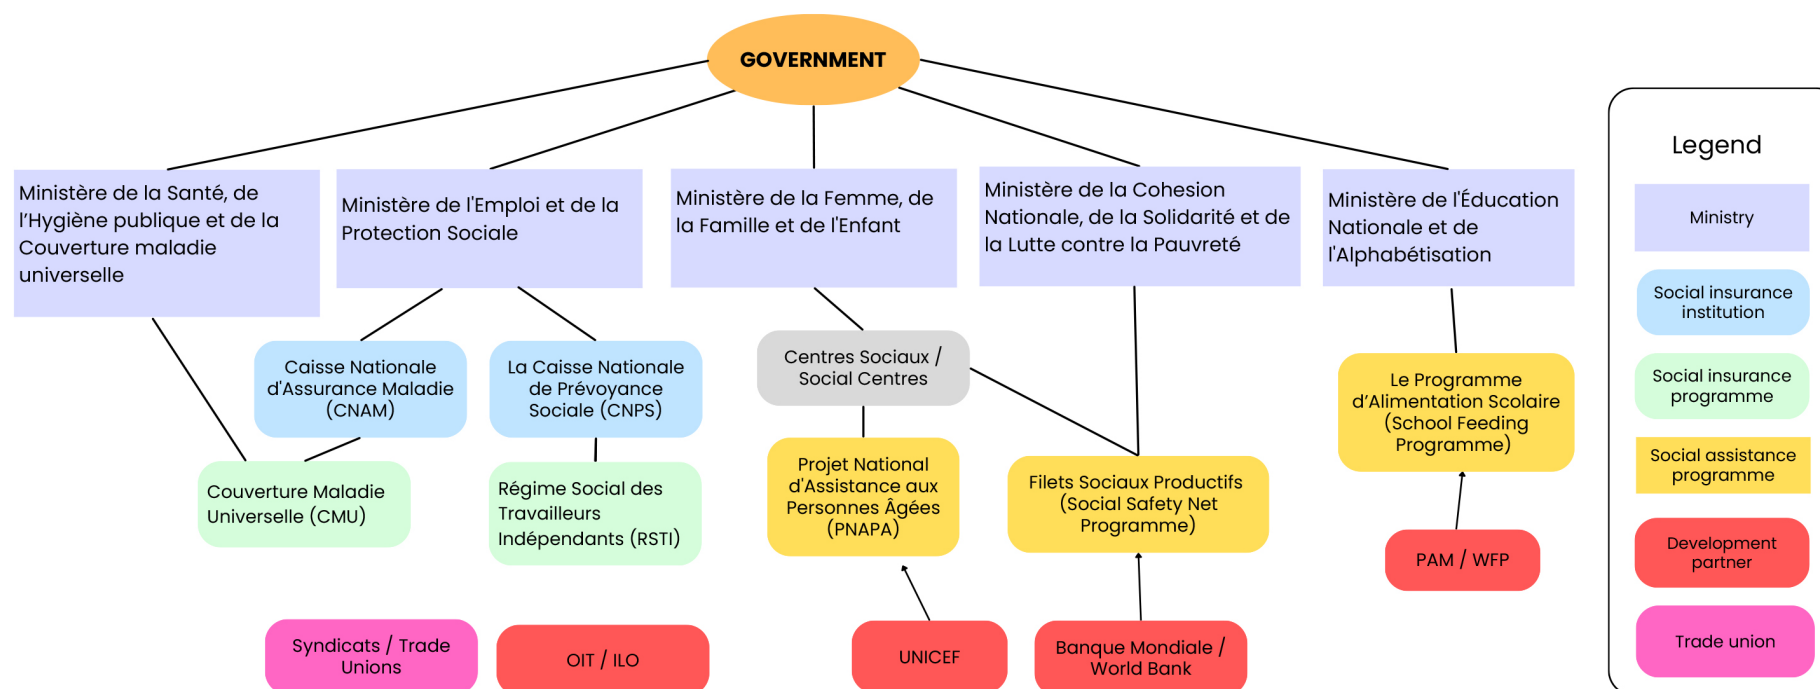 GOVERNMENT
Ministère de la Santé, de
l’Hygiène publique et de la
Couverture maladie
universelle
Ministère de l'Emploi et de la
Protection Sociale
Ministère de la Femme, de
la Famille et de l'Enfant
Ministère de la Cohesion
Nationale, de la Solidarité et de
la Lutte contre la Pauvreté
Ministère de l'Éducation
Nationale et de
l'Alphabétisation
Caisse Nationale
d'Assurance Maladie
(CNAM)
La Caisse Nationale
de Prévoyance
Sociale (CNPS)
Centres Sociaux /
Social Centres
Le Programme
d’Alimentation Scolaire
(School Feeding
Programme)
Couverture Maladie
Universelle (CMU)
Régime Social des
Travailleurs
Indépendants (RSTI)
Projet National
d'Assistance aux
Personnes Âgées
(PNAPA)
Filets Sociaux Productifs
(Social Safety Net
Programme)
PAM / WFP
Syndicats / Trade
Unions
OIT / ILO
UNICEF
Banque Mondiale /
World Bank
Legend
Ministry
Social insurance
institution
Social insurance
programme
Social assistance
programme
Development
partner
Trade union